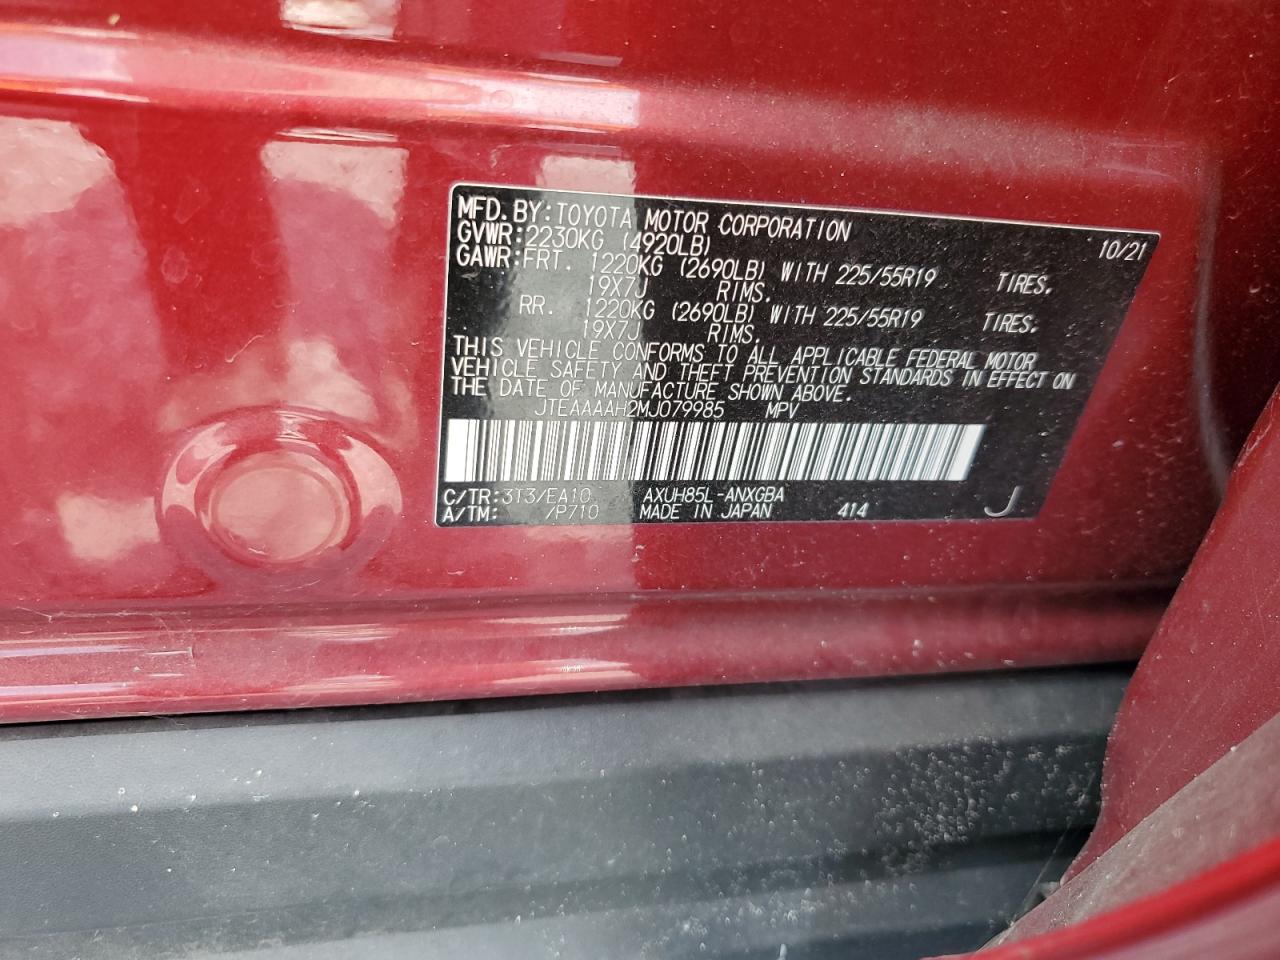 MFD.BY:TOYOTA MOTOR CORPORATION 10/21
GVWR:2230KG (4920LB)
GAWR:FRT. 1220KG (2690LB) WITH 225/55R19 TIRES.
19X7J RIMS.
RR. 1220KG (2690LB) WITH 225/55R19 TIRES:
19X7J RIMS.
THIS VEHICLE CONFORMS TO ALL APPLICABLE FEDERAL MOTOR
VEHICLE SAFETY AND THEFT PREVENTION STANDARDS IN EFFECT ON
THE DATE OF MANUFACTURE SHOWN ABOVE.
JTEAAAAH2MJ079985 MPV
C/TR:3T3/EA10 AXUH85L-ANXGBA
A/TM: /P710 MADE IN JAPAN 414 J